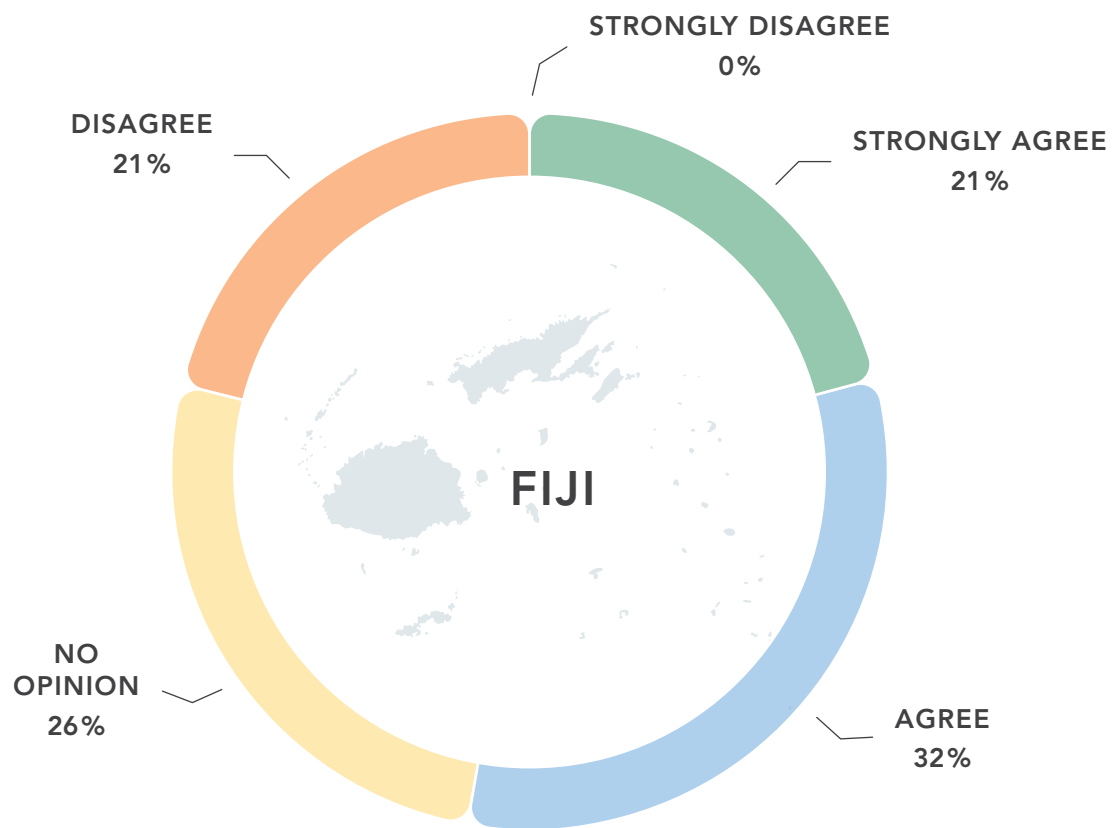 STRONGLY DISAGREE
0%
DISAGREE
21%
STRONGLY AGREE
21%
FIJI
NO
OPINION
26%
AGREE
32%